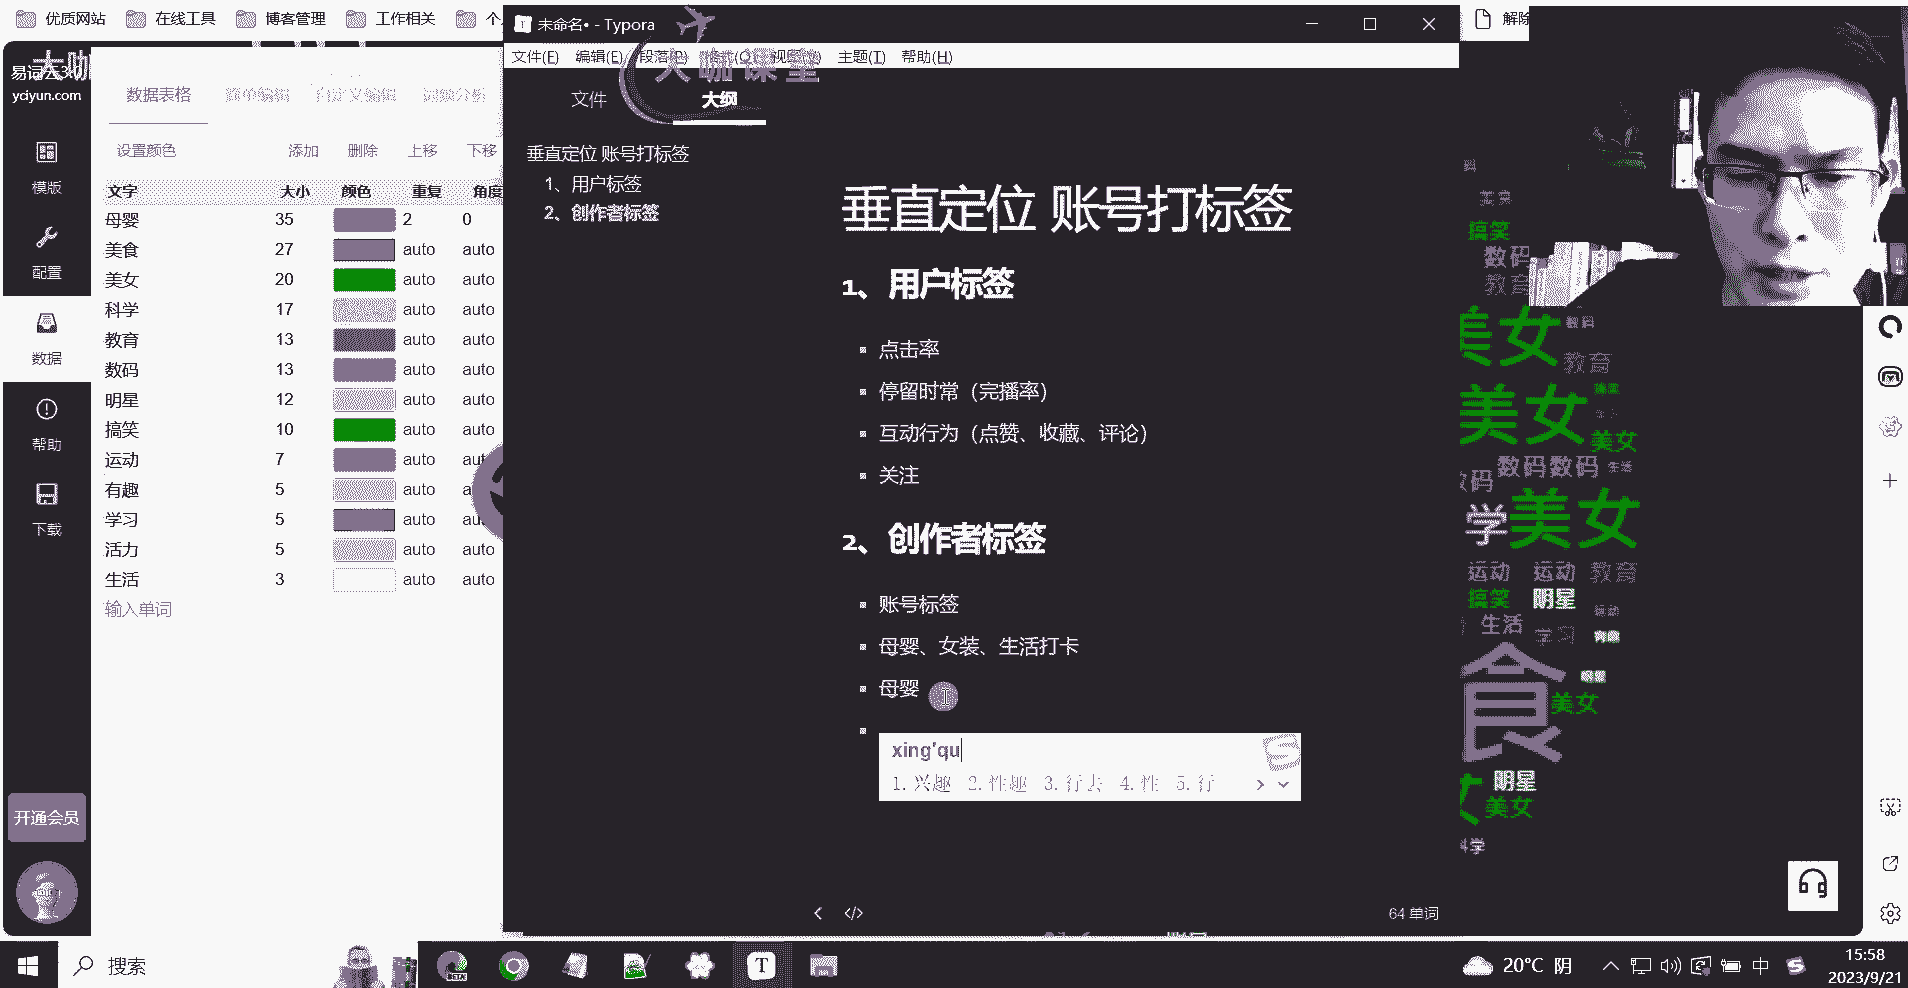 优质网站 在线工具 博客管理 工作相关
未命名• - Typora
解除
文件(F) 编辑(E) 段落(P) 格式(O) 视图(V) 主题(T) 帮助(H)
大咖课堂
易词云3.0
yciyun.com
模版
配置
数据
帮助
下载
开通会员
数据表格
设置颜色 添加 删除 上移 下移
文字 大小 颜色 重复 角度
母婴 35 2 0
美食 27 auto auto
美女 20 auto auto
科学 17 auto auto
教育 13 auto auto
数码 13 auto auto
明星 12 auto auto
搞笑 10 auto auto
运动 7 auto auto
有趣 5 auto auto
学习 5 auto auto
活力 5 auto auto
生活 3 auto auto
输入单词
文件 大纲
垂直定位 账号打标签
1、用户标签
2、创作者标签
垂直定位 账号打标签
1、用户标签
点击率
停留时常（完播率）
互动行为（点赞、收藏、评论）
关注
2、创作者标签
账号标签
母婴、女装、生活打卡
母婴
xing'qu
1.兴趣 2.性趣 3.行去 4.性 5.行
64 单词
搞笑
数码
教育
美女
教育
美女
美女
数码 数码
学 美女
运动 运动 教育
搞笑 明星
生活 学习
食
美女
明星
美女
搜索
20°C 阴
中
15:58
2023/9/21